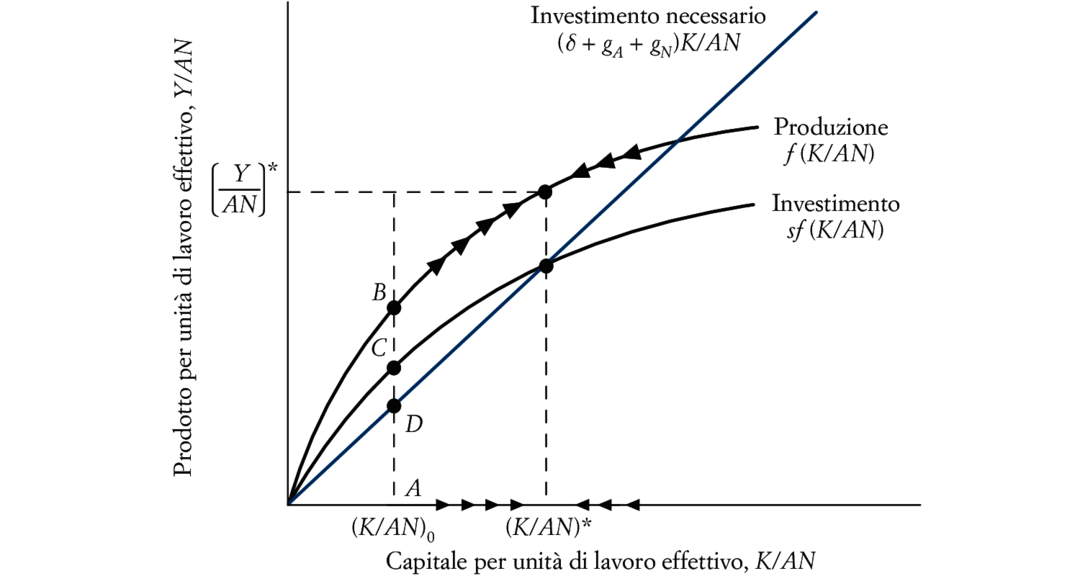 Investimento necessario
(δ + g_A + g_N)K/AN
Prodotto per unità di lavoro effettivo, Y/AN
Produzione
f(K/AN)
(Y/AN)*
Investimento
sf(K/AN)
B
C
D
A
(K/AN)₀
(K/AN)*
Capitale per unità di lavoro effettivo, K/AN